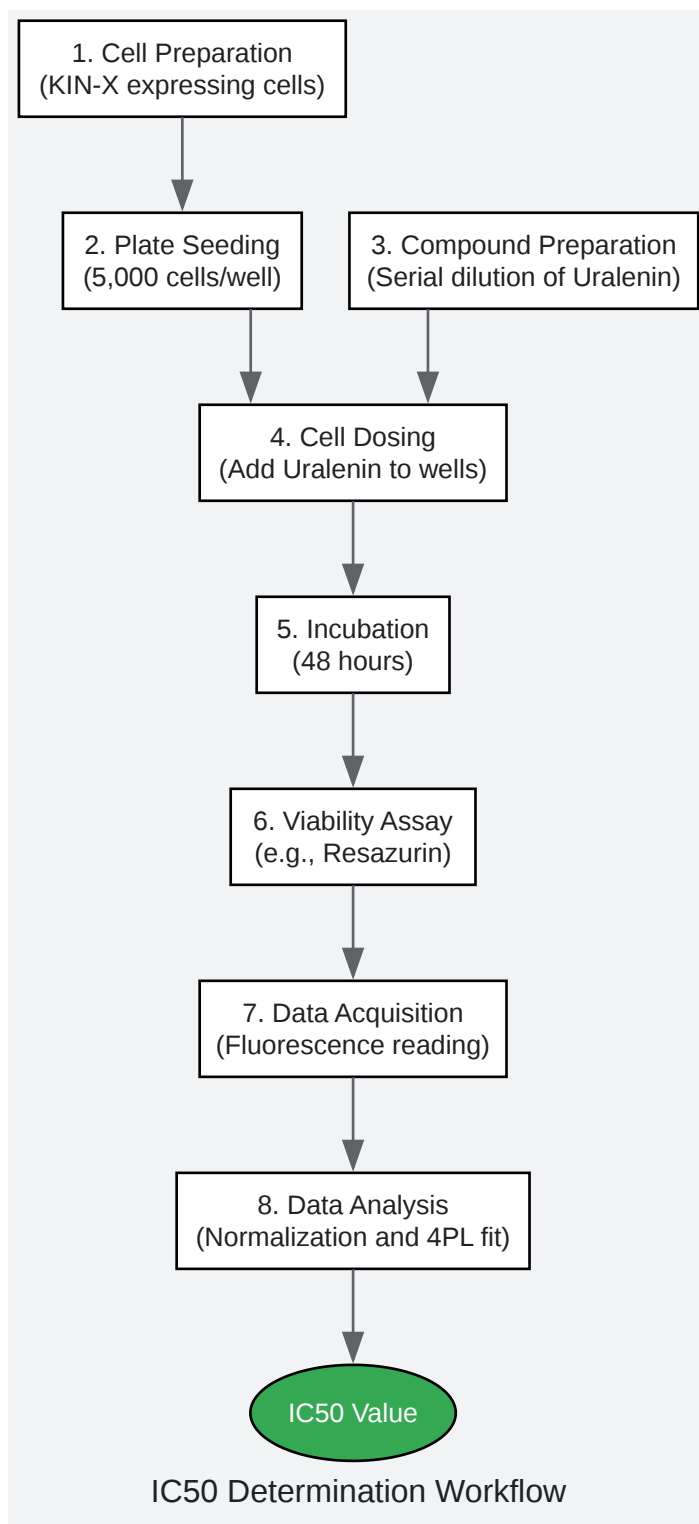 1. Cell Preparation
(KIN-X expressing cells)
2. Plate Seeding
(5,000 cells/well)
3. Compound Preparation
(Serial dilution of Uralenin)
4. Cell Dosing
(Add Uralenin to wells)
5. Incubation
(48 hours)
6. Viability Assay
(e.g., Resazurin)
7. Data Acquisition
(Fluorescence reading)
8. Data Analysis
(Normalization and 4PL fit)
IC50 Value
IC50 Determination Workflow